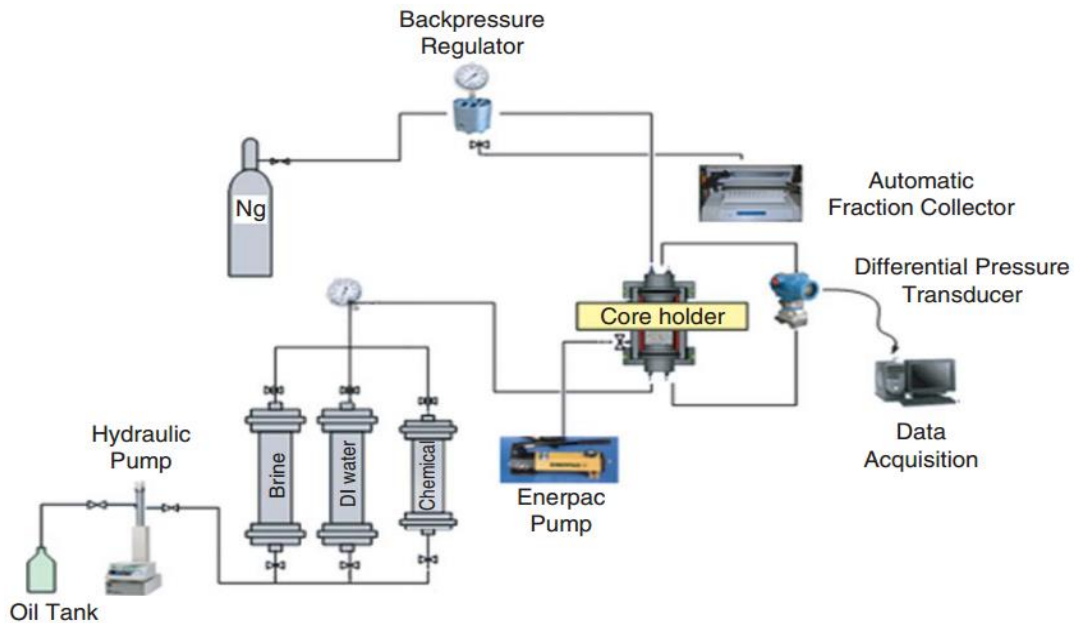 Backpressure
Regulator
Ng
Automatic
Fraction Collector
Differential Pressure
Transducer
Core holder
Data
Acquisition
Hydraulic
Pump
Brine
DI water
Chemical
Enerpac
Pump
Oil Tank